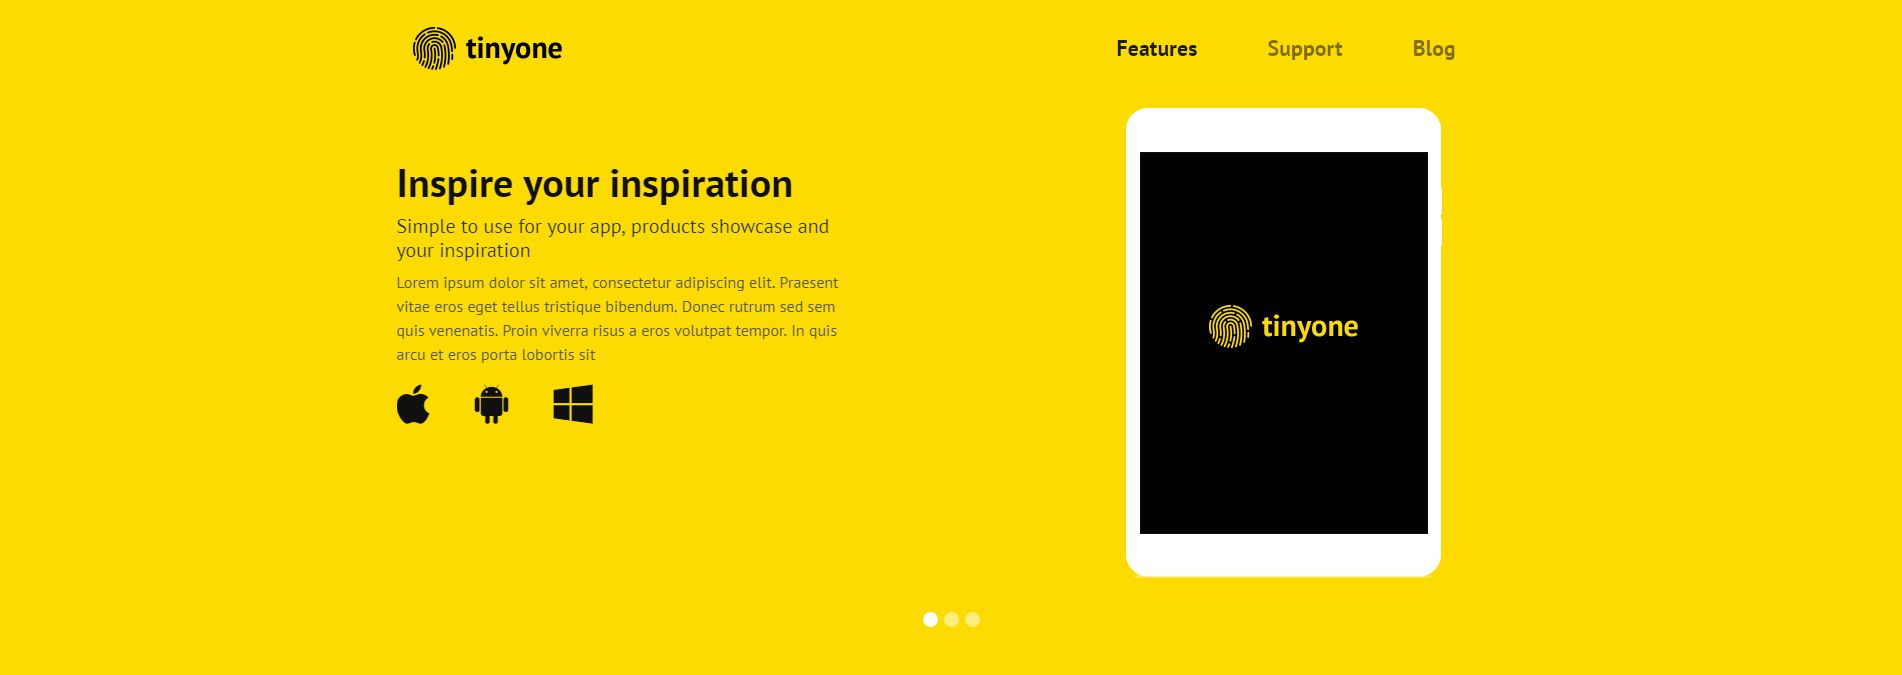 tinyone
Features Support Blog
Inspire your inspiration
Simple to use for your app, products showcase and
your inspiration
Lorem ipsum dolor sit amet, consectetur adipiscing elit. Praesent
vitae eros eget tellus tristique bibendum. Donec rutrum sed sem
quis venenatis. Proin viverra risus a eros volutpat tempor. In quis
arcu et eros porta lobortis sit
tinyone